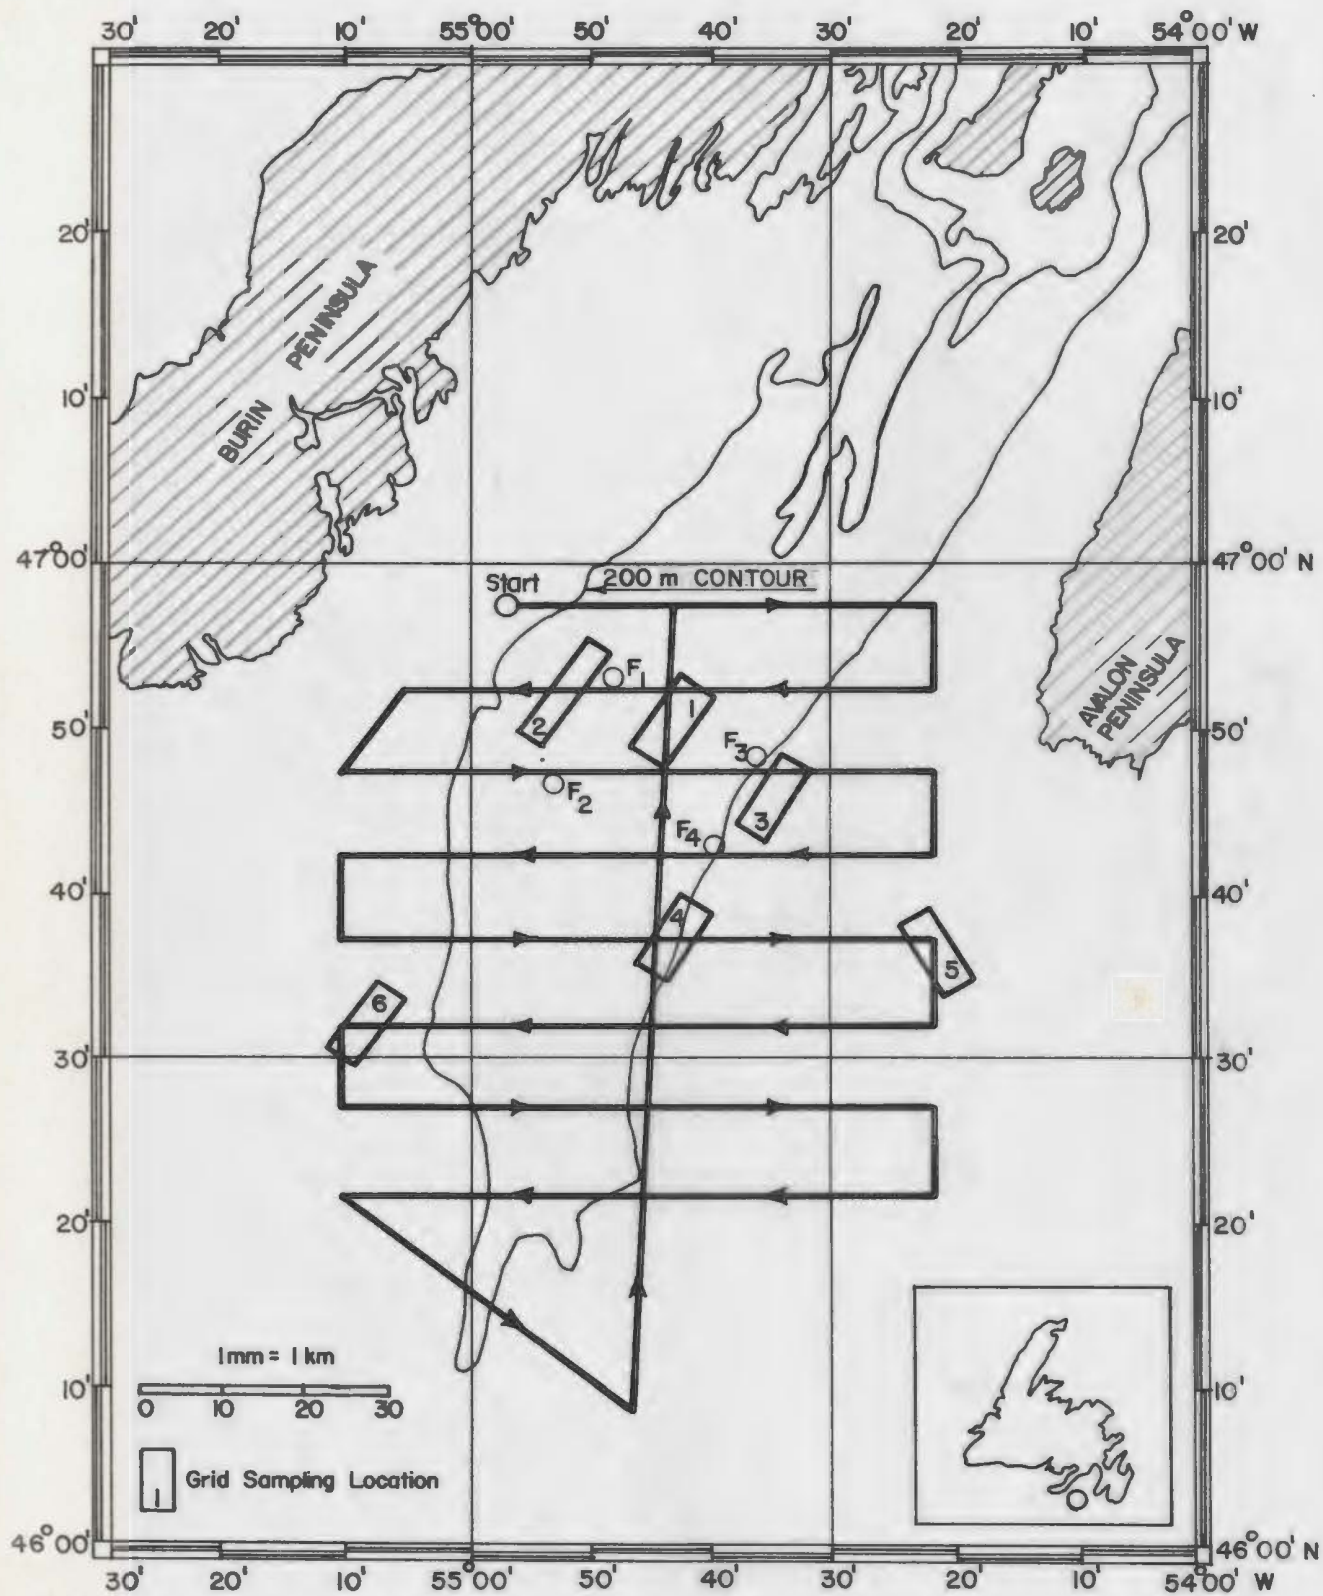 30' 20' 10' 55°00' 50' 40' 30' 20' 10' 54°00' W
20' 20'
BURIN PENINSULA
10' 10'
47°00' 47°00' N
Start
200 m CONTOUR
F1
AVALON
PENINSULA
1
2
50' 50'
F3
F2
3
F4
40' 40'
4
5
6
30' 30'
20' 20'
1mm = 1 km
10' 10'
0 10 20 30
1 Grid Sampling Location
46°00' 46°00' N
30' 20' 10' 55°00' 50' 40' 30' 20' 10' 54°00' W